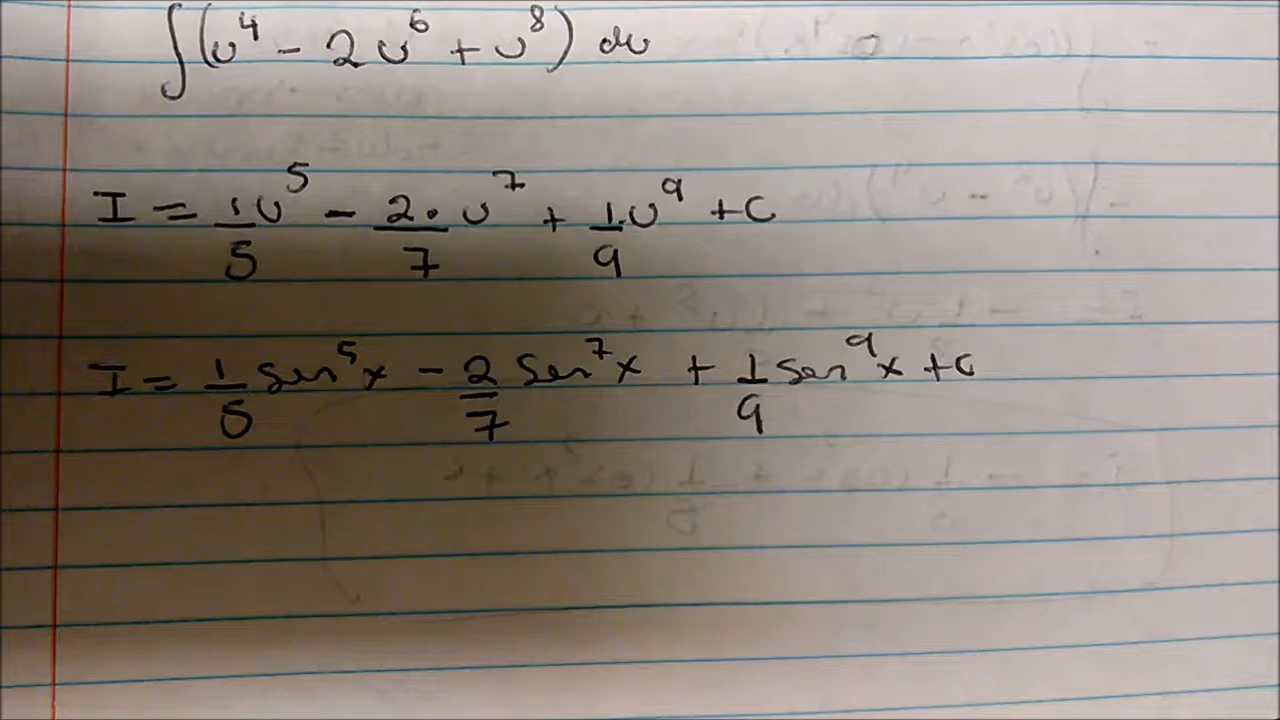 ∫(u⁴ - 2u⁶ + u⁸) du
I = 1/5 u⁵ - 2/7 · u⁷ + 1/9 · u⁹ + C
I = 1/5 sen⁵x - 2/7 sen⁷x + 1/9 sen⁹x + C